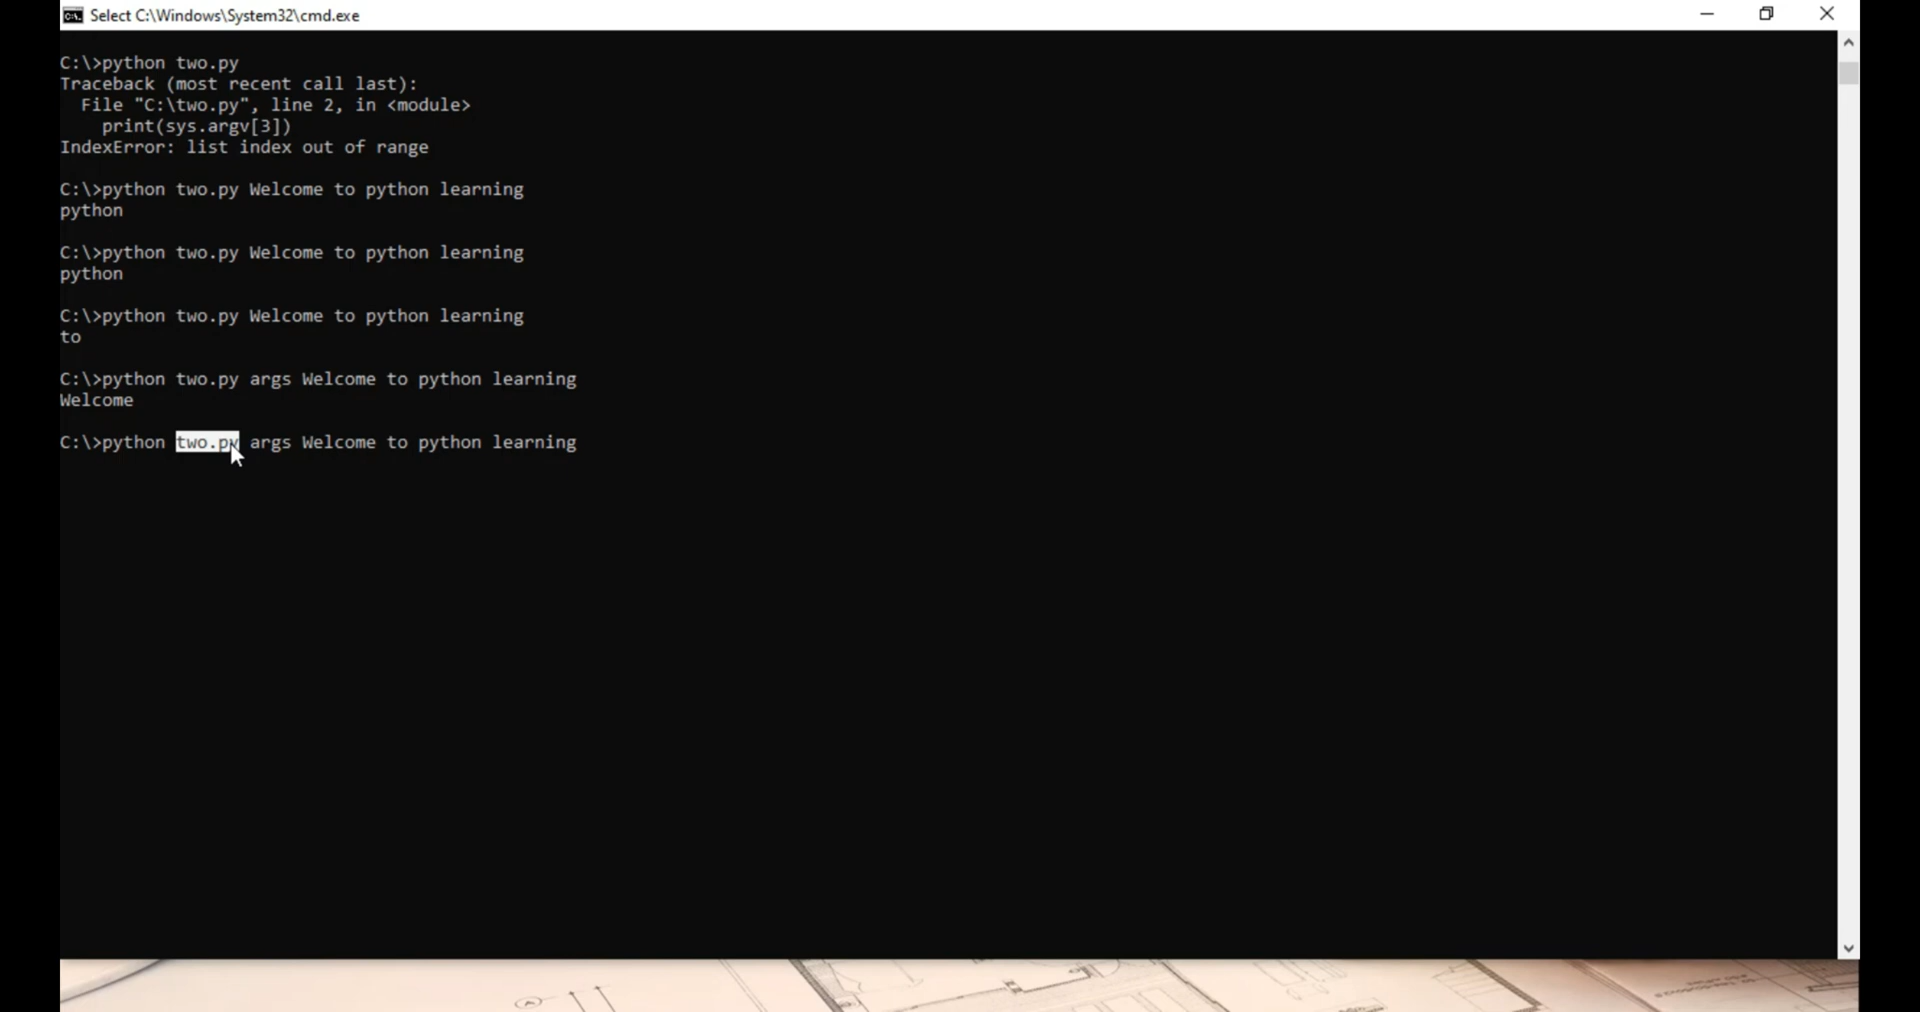 Select C:\Windows\System32\cmd.exe
C:\>python two.py
Traceback (most recent call last):
  File "C:\two.py", line 2, in <module>
    print(sys.argv[3])
IndexError: list index out of range
C:\>python two.py Welcome to python learning
python
C:\>python two.py Welcome to python learning
python
C:\>python two.py Welcome to python learning
to
C:\>python two.py args Welcome to python learning
Welcome
C:\>python two.py args Welcome to python learning